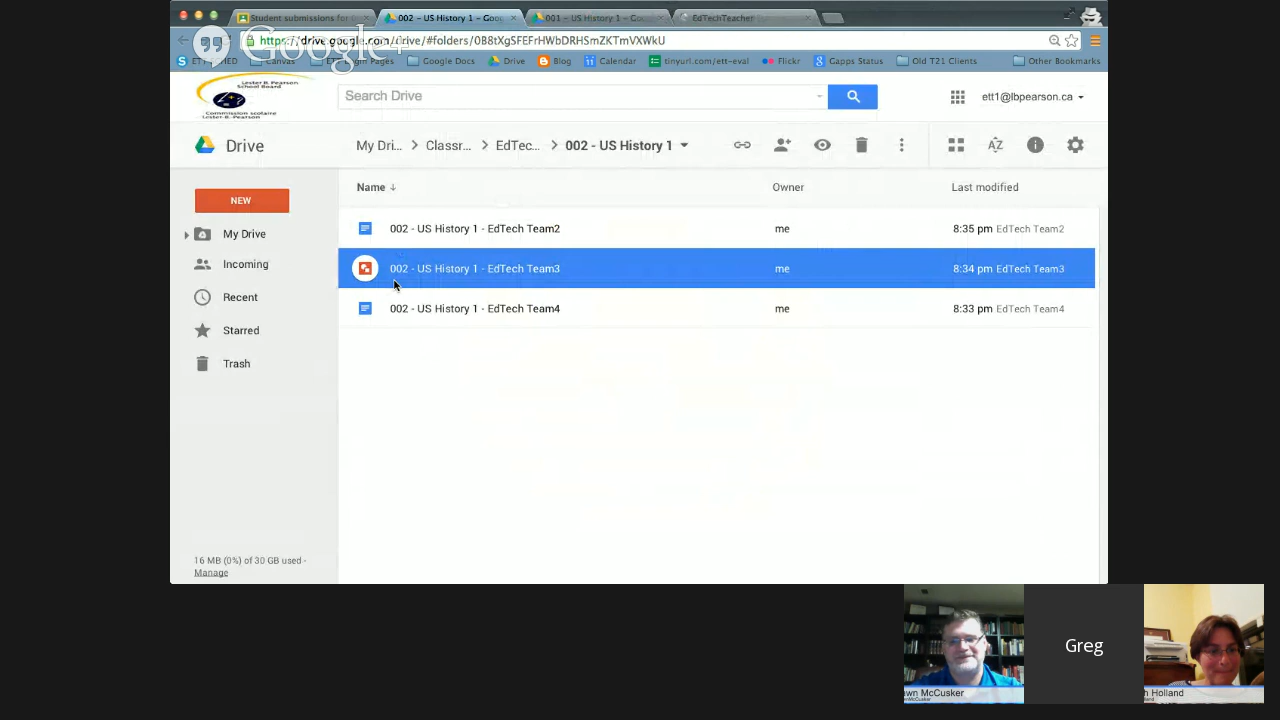 Student submissions for
002 - US History 1 – Goo
001 - US History 1 – Go
EdTechTeacher
https://drive.google.com/drive/#folders/0B8tXgSFEFrHWbDRHSmZKTmVXWkU
Google+
Canvas
Login Pages
Google Docs
Drive
Blog
Calendar
tinyurl.com/ett-eval
Flickr
Gapps Status
Old T21 Clients
Other Bookmarks
Lester B. Pearson
School Board
Commission scolaire
Lester-B.-Pearson
Search Drive
ett1@lbpearson.ca
Drive
My Dri... > Classr... > EdTec... > 002 - US History 1
NEW
My Drive
Incoming
Recent
Starred
Trash
Name Owner Last modified
002 - US History 1 - EdTech Team2 me 8:35 pm EdTech Team2
002 - US History 1 - EdTech Team3 me 8:34 pm EdTech Team3
002 - US History 1 - EdTech Team4 me 8:33 pm EdTech Team4
16 MB (0%) of 30 GB used -
Manage
wn McCusker
Greg
h Holland